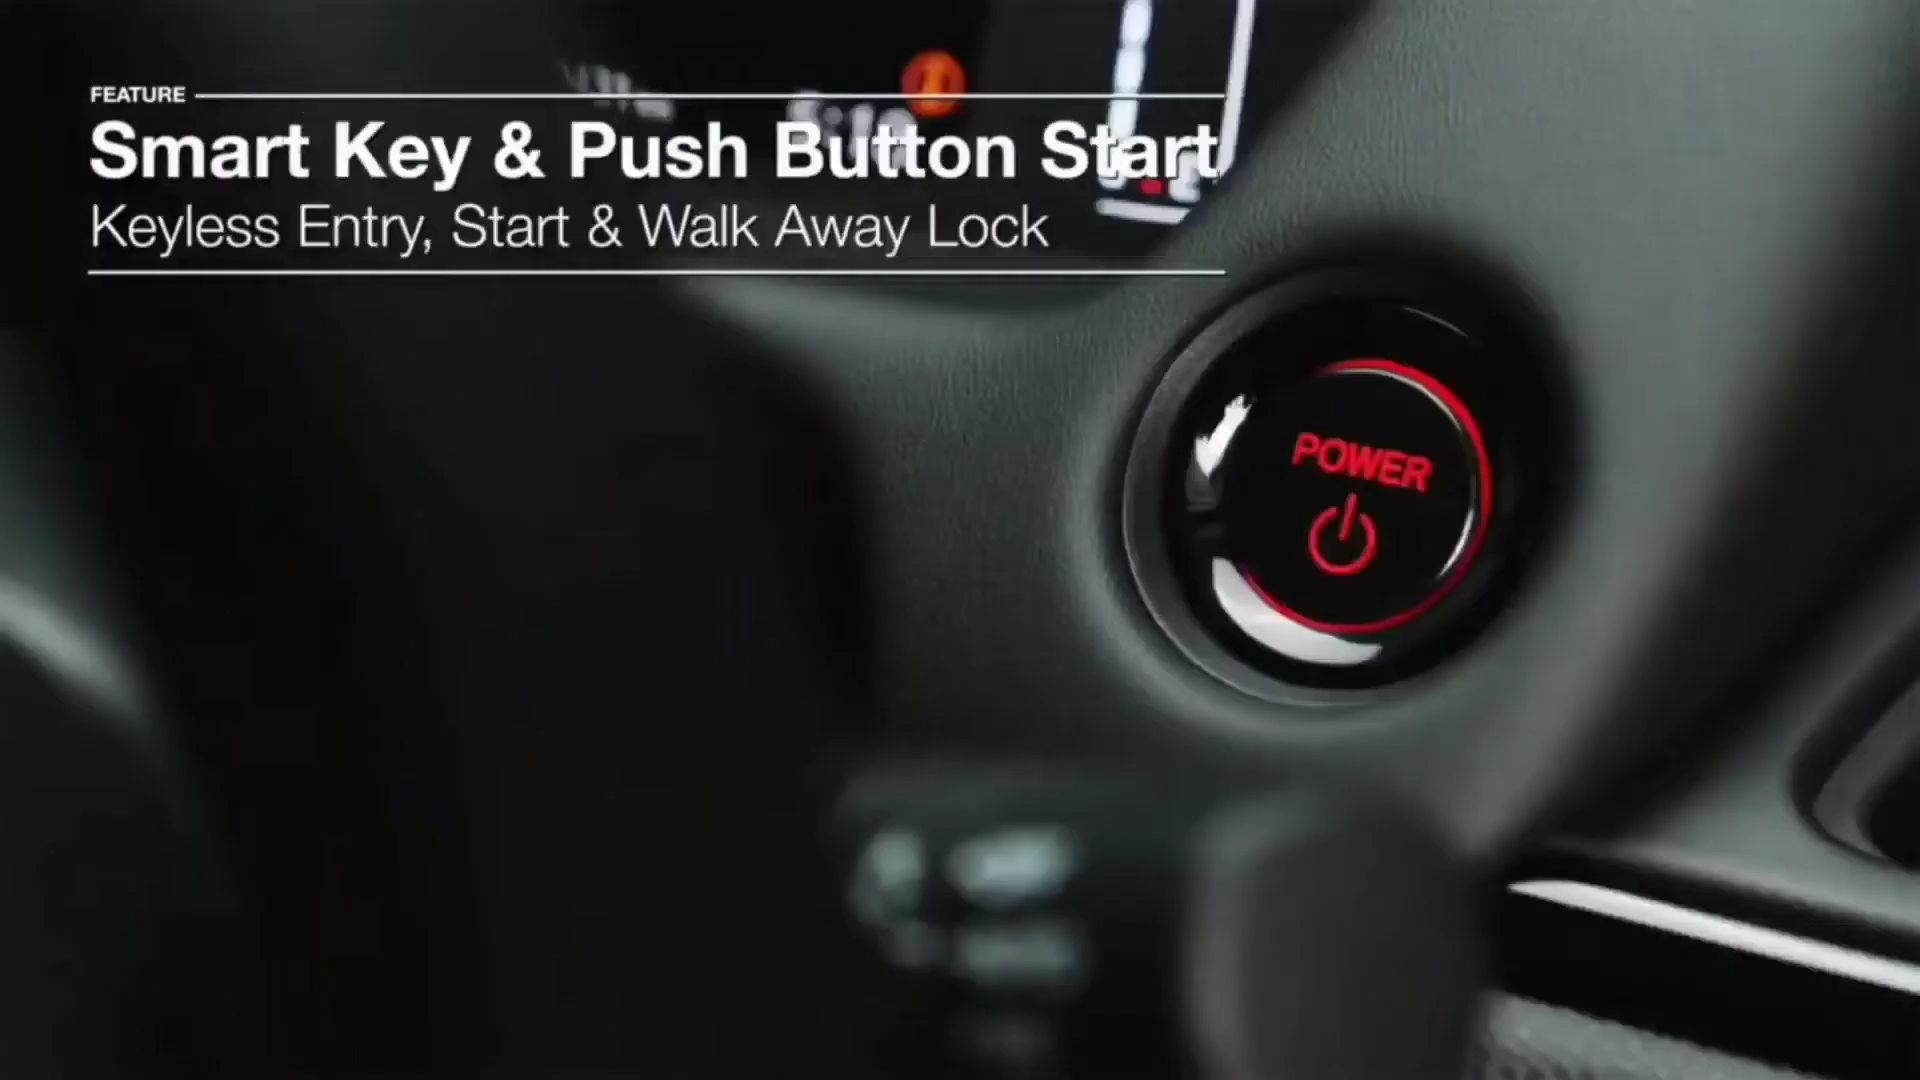 FEATURE
Smart Key & Push Button Start
Keyless Entry, Start & Walk Away Lock
POWER